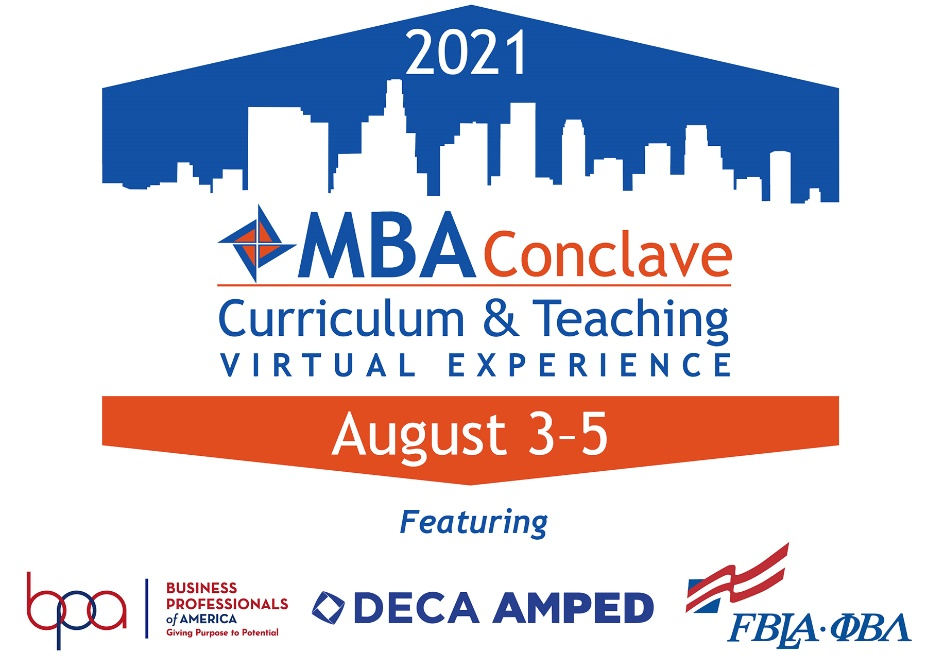 2021
MBA Conclave
Curriculum & Teaching
VIRTUAL EXPERIENCE
August 3-5
Featuring
bpa
BUSINESS
PROFESSIONALS
of AMERICA
Giving Purpose to Potential
DECA AMPED
FBLA·ΦΒΛ